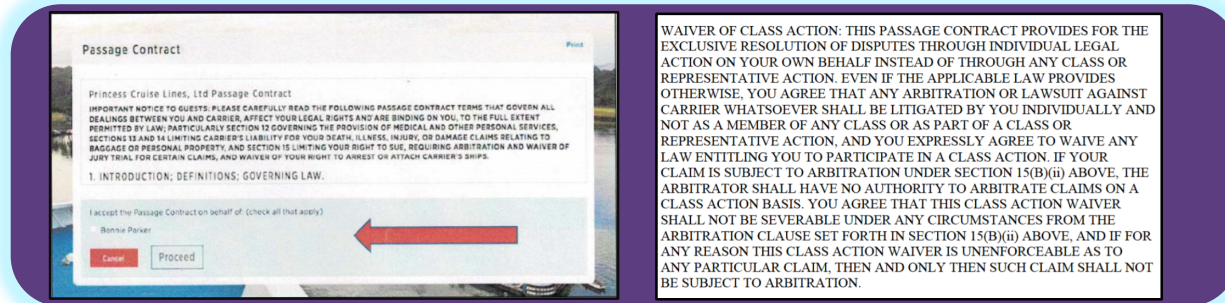 Passage Contract
Print
Princess Cruise Lines, Ltd Passage Contract
IMPORTANT NOTICE TO GUESTS: PLEASE CAREFULLY READ THE FOLLOWING PASSAGE CONTRACT TERMS THAT GOVERN ALL
DEALINGS BETWEEN YOU AND CARRIER, AFFECT YOUR LEGAL RIGHTS AND ARE BINDING ON YOU, TO THE FULL EXTENT
PERMITTED BY LAW; PARTICULARLY SECTION 12 GOVERNING THE PROVISION OF MEDICAL AND OTHER PERSONAL SERVICES,
SECTIONS 13 AND 14 LIMITING CARRIER'S LIABILITY FOR YOUR DEATH, ILLNESS, INJURY, OR DAMAGE CLAIMS RELATING TO
BAGGAGE OR PERSONAL PROPERTY, AND SECTION 15 LIMITING YOUR RIGHT TO SUE, REQUIRING ARBITRATION AND WAIVER OF
JURY TRIAL FOR CERTAIN CLAIMS, AND WAIVER OF YOUR RIGHT TO ARREST OR ATTACH CARRIER'S SHIPS.
1. INTRODUCTION; DEFINITIONS; GOVERNING LAW.
I accept the Passage Contract on behalf of: (check all that apply)
Bonnie Parker
Cancel
Proceed
WAIVER OF CLASS ACTION: THIS PASSAGE CONTRACT PROVIDES FOR THE
EXCLUSIVE RESOLUTION OF DISPUTES THROUGH INDIVIDUAL LEGAL
ACTION ON YOUR OWN BEHALF INSTEAD OF THROUGH ANY CLASS OR
REPRESENTATIVE ACTION. EVEN IF THE APPLICABLE LAW PROVIDES
OTHERWISE, YOU AGREE THAT ANY ARBITRATION OR LAWSUIT AGAINST
CARRIER WHATSOEVER SHALL BE LITIGATED BY YOU INDIVIDUALLY AND
NOT AS A MEMBER OF ANY CLASS OR AS PART OF A CLASS OR
REPRESENTATIVE ACTION, AND YOU EXPRESSLY AGREE TO WAIVE ANY
LAW ENTITLING YOU TO PARTICIPATE IN A CLASS ACTION. IF YOUR
CLAIM IS SUBJECT TO ARBITRATION UNDER SECTION 15(B)(ii) ABOVE, THE
ARBITRATOR SHALL HAVE NO AUTHORITY TO ARBITRATE CLAIMS ON A
CLASS ACTION BASIS. YOU AGREE THAT THIS CLASS ACTION WAIVER
SHALL NOT BE SEVERABLE UNDER ANY CIRCUMSTANCES FROM THE
ARBITRATION CLAUSE SET FORTH IN SECTION 15(B)(ii) ABOVE, AND IF FOR
ANY REASON THIS CLASS ACTION WAIVER IS UNENFORCEABLE AS TO
ANY PARTICULAR CLAIM, THEN AND ONLY THEN SUCH CLAIM SHALL NOT
BE SUBJECT TO ARBITRATION.